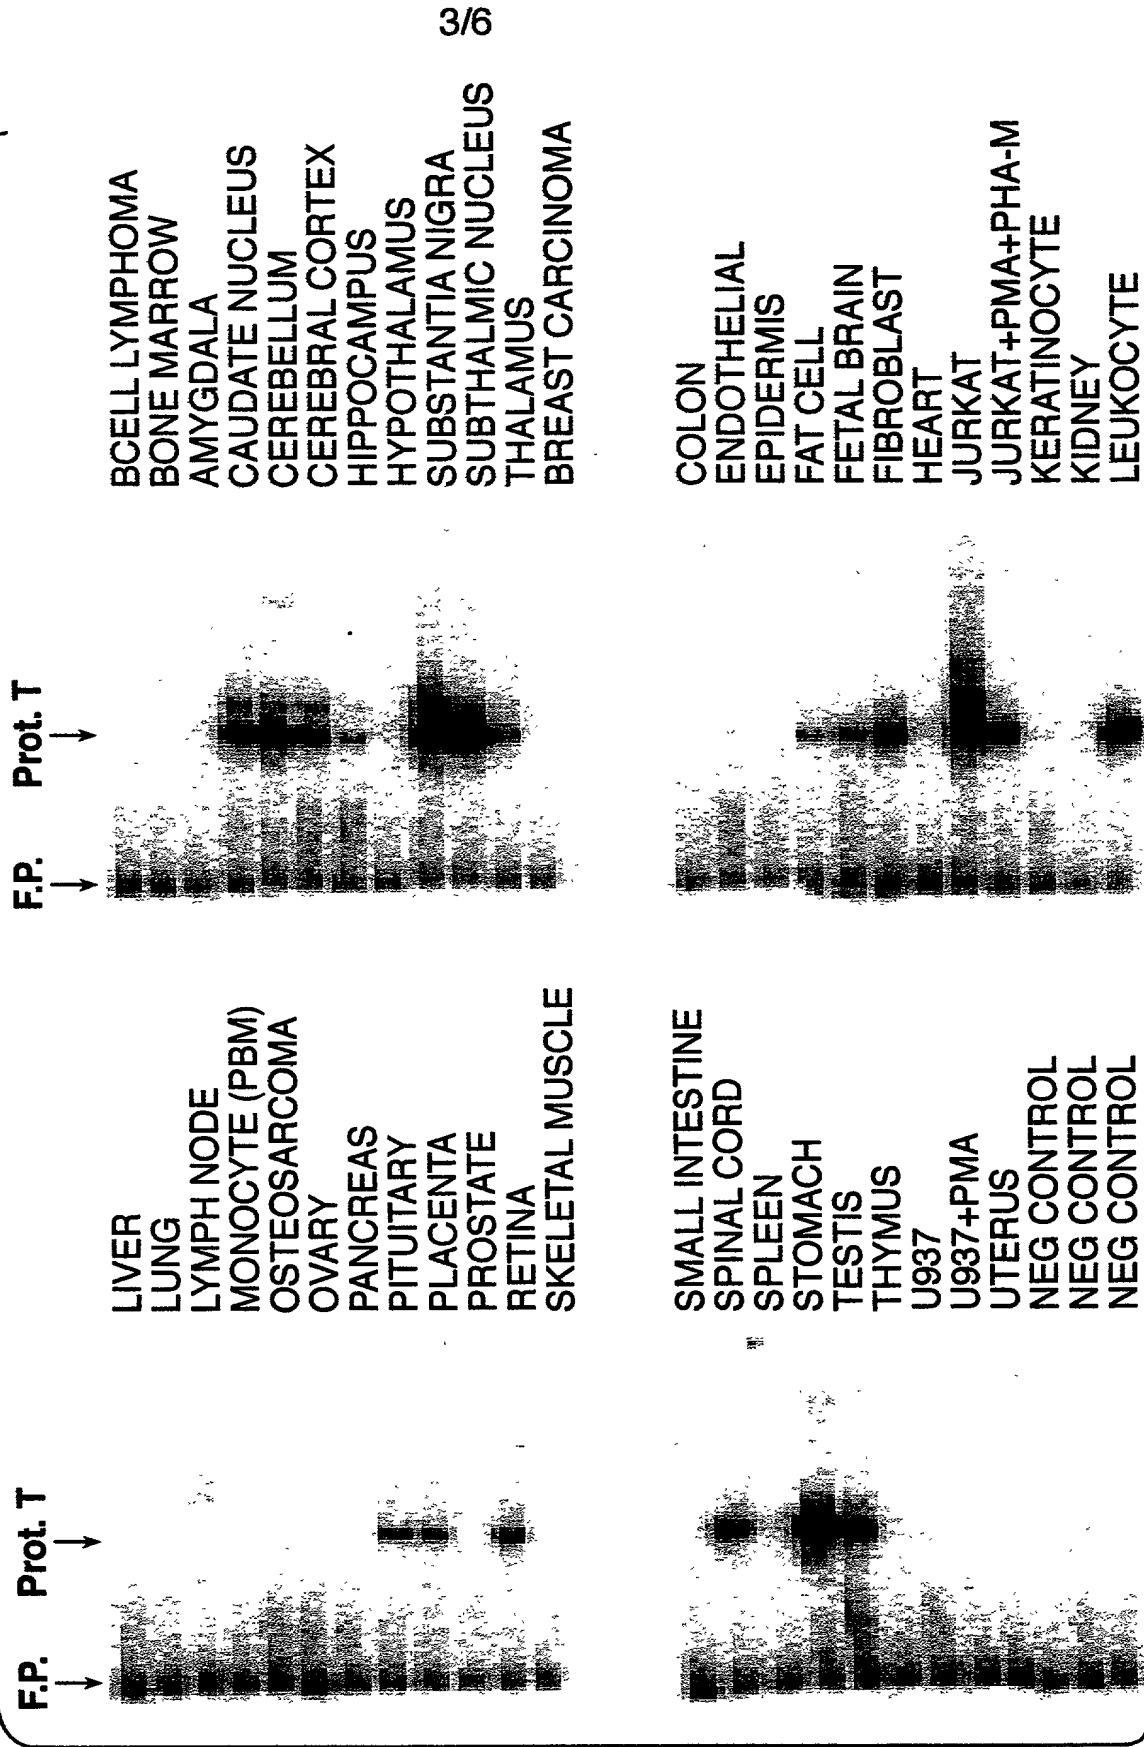 3/6
F.P.
Prot. T
BCELL LYMPHOMA
BONE MARROW
AMYGDALA
CAUDATE NUCLEUS
CEREBELLUM
CEREBRAL CORTEX
HIPPOCAMPUS
HYPOTHALAMUS
SUBSTANTIA NIGRA
SUBTHALMIC NUCLEUS
THALAMUS
BREAST CARCINOMA
COLON
ENDOTHELIAL
EPIDERMIS
FAT CELL
FETAL BRAIN
FIBROBLAST
HEART
JURKAT
JURKAT+PMA+PHA-M
KERATINOCYTE
KIDNEY
LEUKOCYTE
F.P.
Prot. T
LIVER
LUNG
LYMPH NODE
MONOCYTE (PBM)
OSTEOSARCOMA
OVARY
PANCREAS
PITUITARY
PLACENTA
PROSTATE
RETINA
SKELETAL MUSCLE
SMALL INTESTINE
SPINAL CORD
SPLEEN
STOMACH
TESTIS
THYMUS
U937
U937+PMA
UTERUS
NEG CONTROL
NEG CONTROL
NEG CONTROL